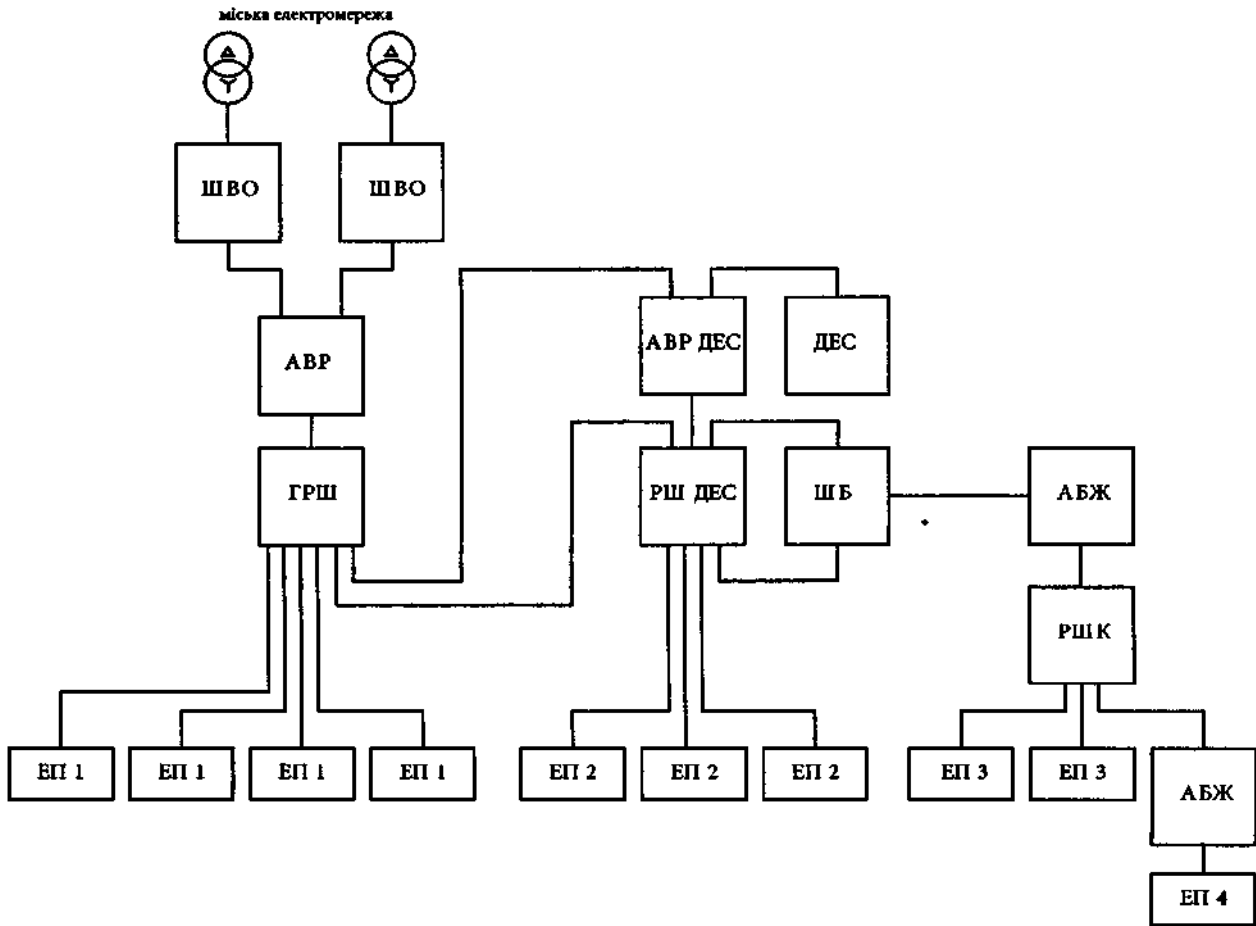 міська електромережа
ШВО
ШВО
АВР
АВР ДЕС
ДЕС
ГРШ
РШ ДЕС
ШБ
АБЖ
РШК
ЕП 1
ЕП 1
ЕП 1
ЕП 1
ЕП 2
ЕП 2
ЕП 2
ЕП 3
ЕП 3
АБЖ
ЕП 4